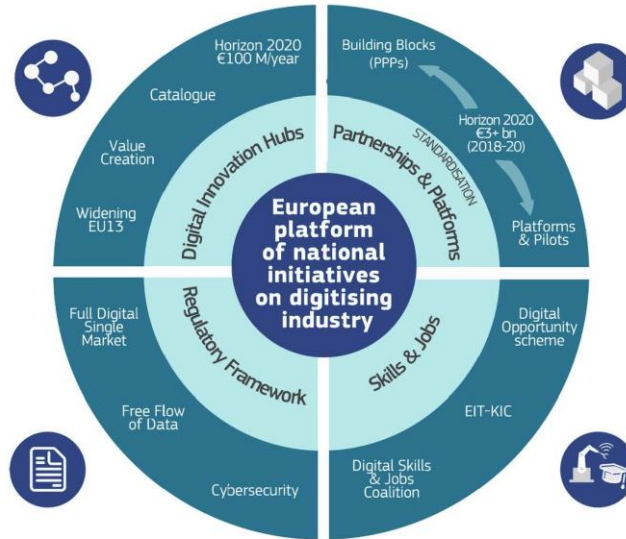 Horizon 2020
€100 M/year
Catalogue
Value
Creation
Widening
EU13
Digital Innovation Hubs
Building Blocks
(PPPs)
Horizon 2020
€3+ bn
(2018-20)
Platforms
& Pilots
STANDARDISATION
Partnerships & Platforms
European
platform
of national
initiatives
on digitising
industry
Full Digital
Single
Market
Free Flow
of Data
Cybersecurity
Regulatory Framework
Skills & Jobs
Digital
Opportunity
scheme
EIT-KIC
Digital Skills
& Jobs
Coalition